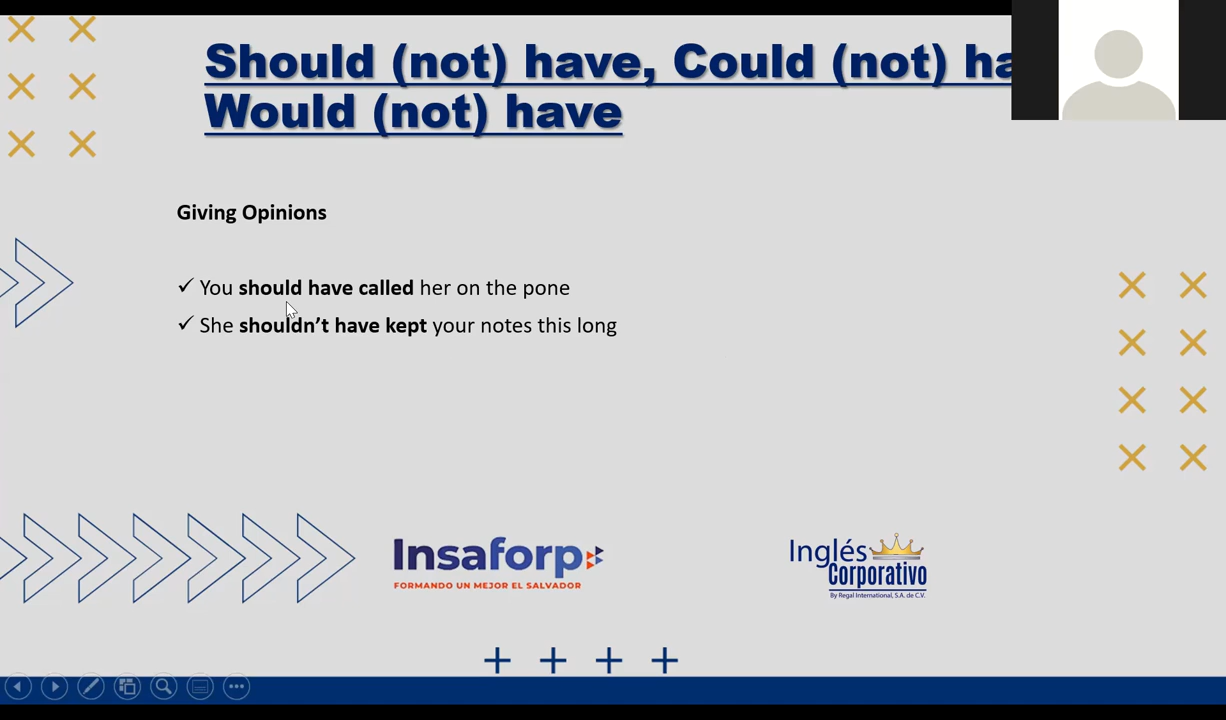 Should (not) have, Could (not) ha
Would (not) have
Giving Opinions
✓ You should have called her on the pone
✓ She shouldn't have kept your notes this long
Insaforp
FORMANDO UN MEJOR EL SALVADOR
Inglés
Corporativo
By Regal International, S.A. de C.V.